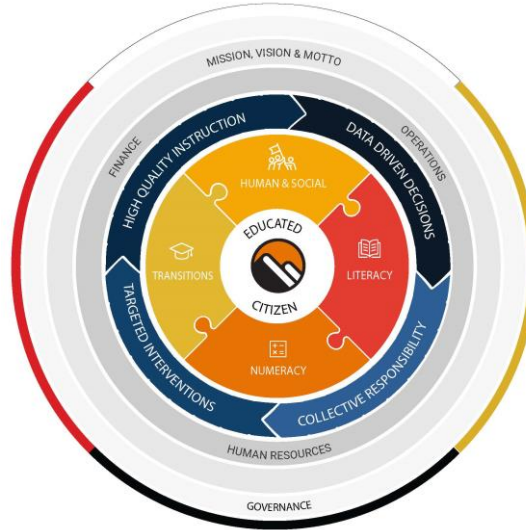 MISSION, VISION & MOTTO
FINANCE
OPERATIONS
HIGH QUALITY INSTRUCTION
DATA DRIVEN DECISIONS
HUMAN & SOCIAL
EDUCATED
TRANSITIONS
LITERACY
CITIZEN
NUMERACY
TARGETED INTERVENTIONS
COLLECTIVE RESPONSIBILITY
HUMAN RESOURCES
GOVERNANCE